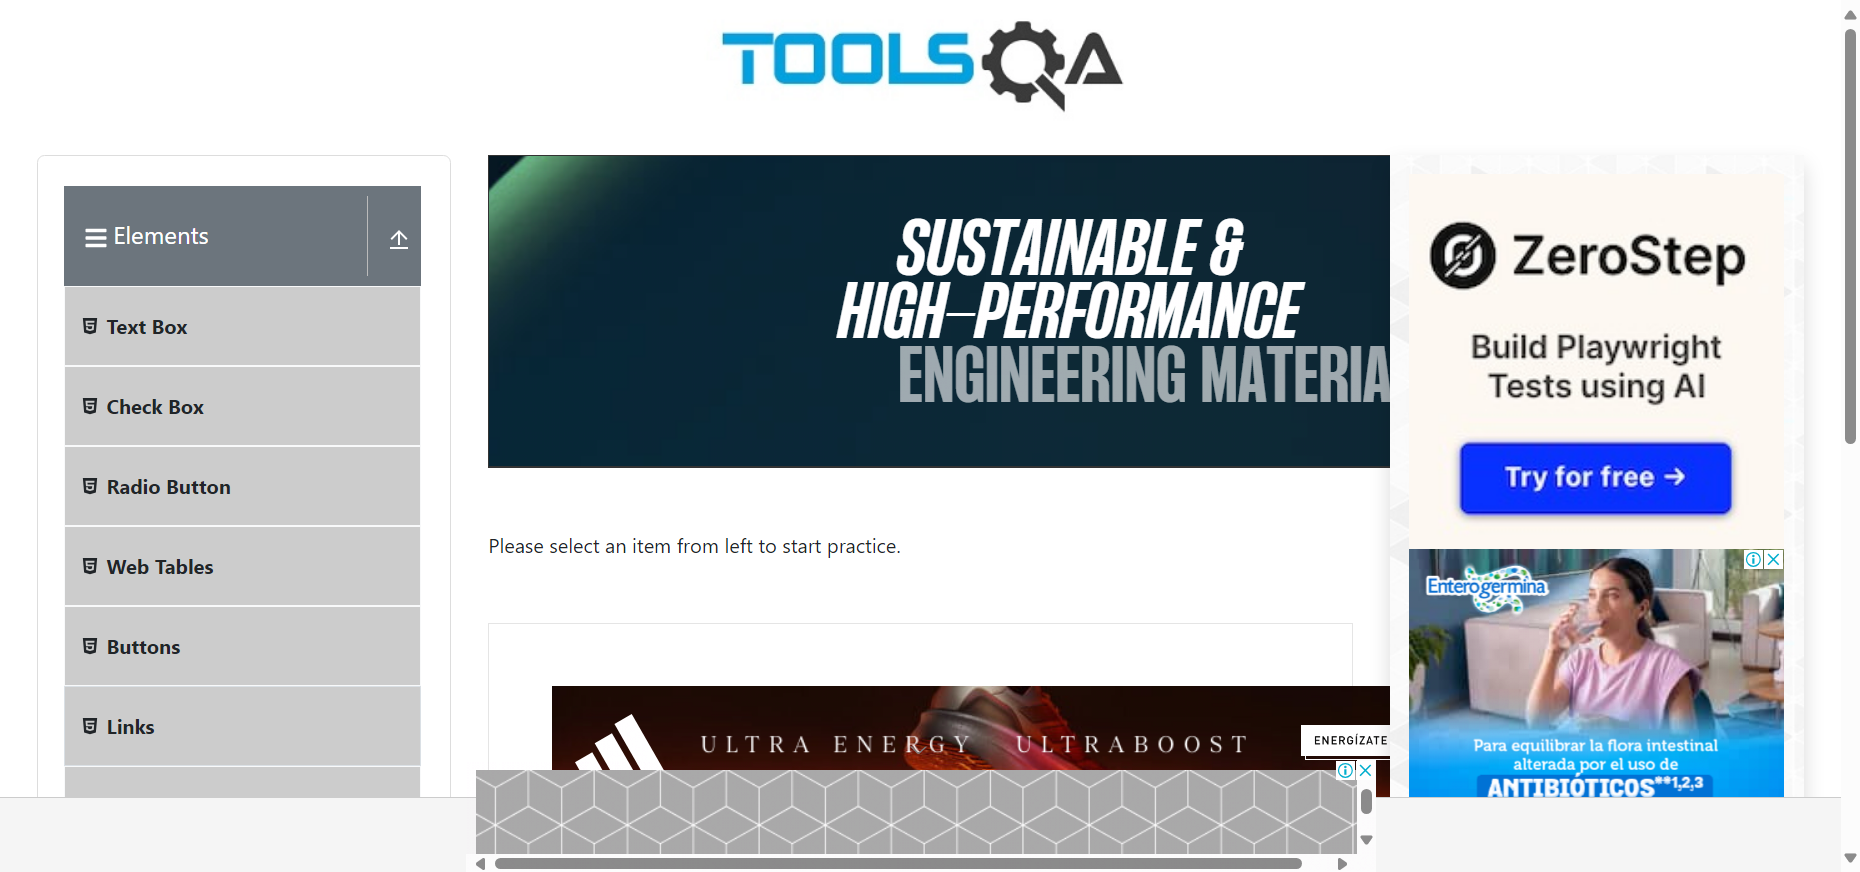 TOOLSQA
Elements
Text Box
Check Box
Radio Button
Web Tables
Buttons
Links
SUSTAINABLE &
HIGH-PERFORMANCE
ENGINEERING MATERIA
Please select an item from left to start practice.
ULTRA ENERGY ULTRABOOST
ENERGÍZATE
ZeroStep
Build Playwright
Tests using AI
Try for free →
Enterogermina
Para equilibrar la flora intestinal
alterada por el uso de
ANTIBIÓTICOS**1,2,3